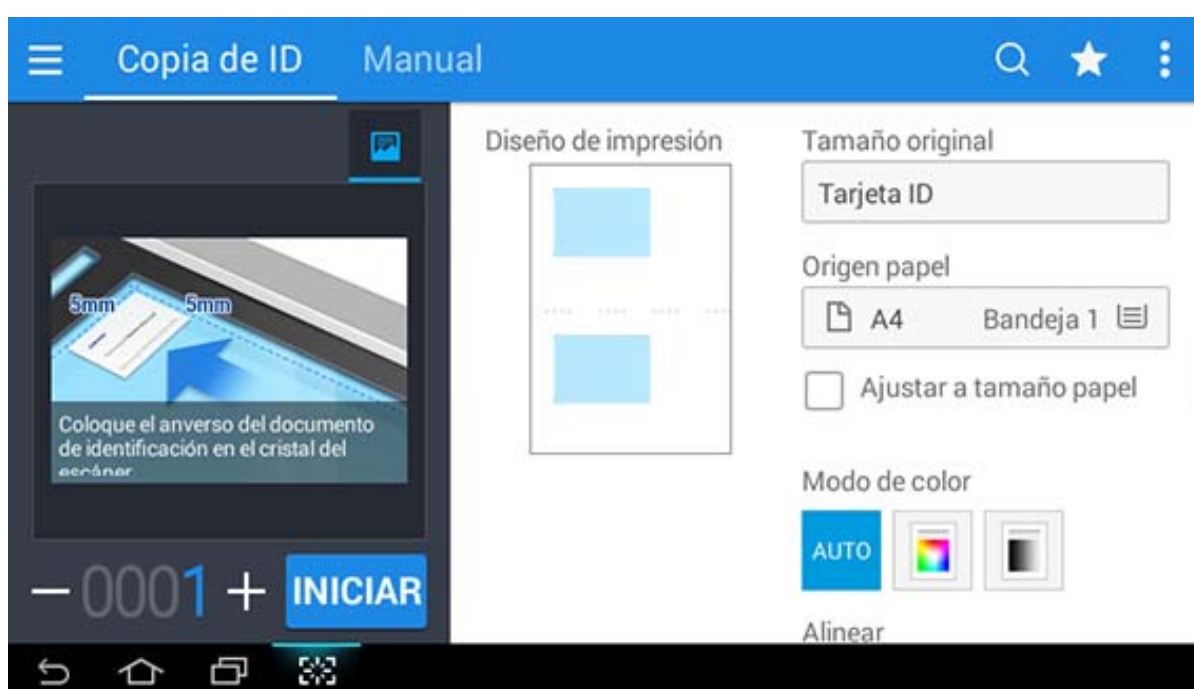 Copia de ID
Manual
Diseño de impresión
Tamaño original
Tarjeta ID
Origen papel
A4
Bandeja 1
Ajustar a tamaño papel
Modo de color
AUTO
Alinear
5mm
5mm
Coloque el anverso del documento
de identificación en el cristal del
escáner
0001
INICIAR